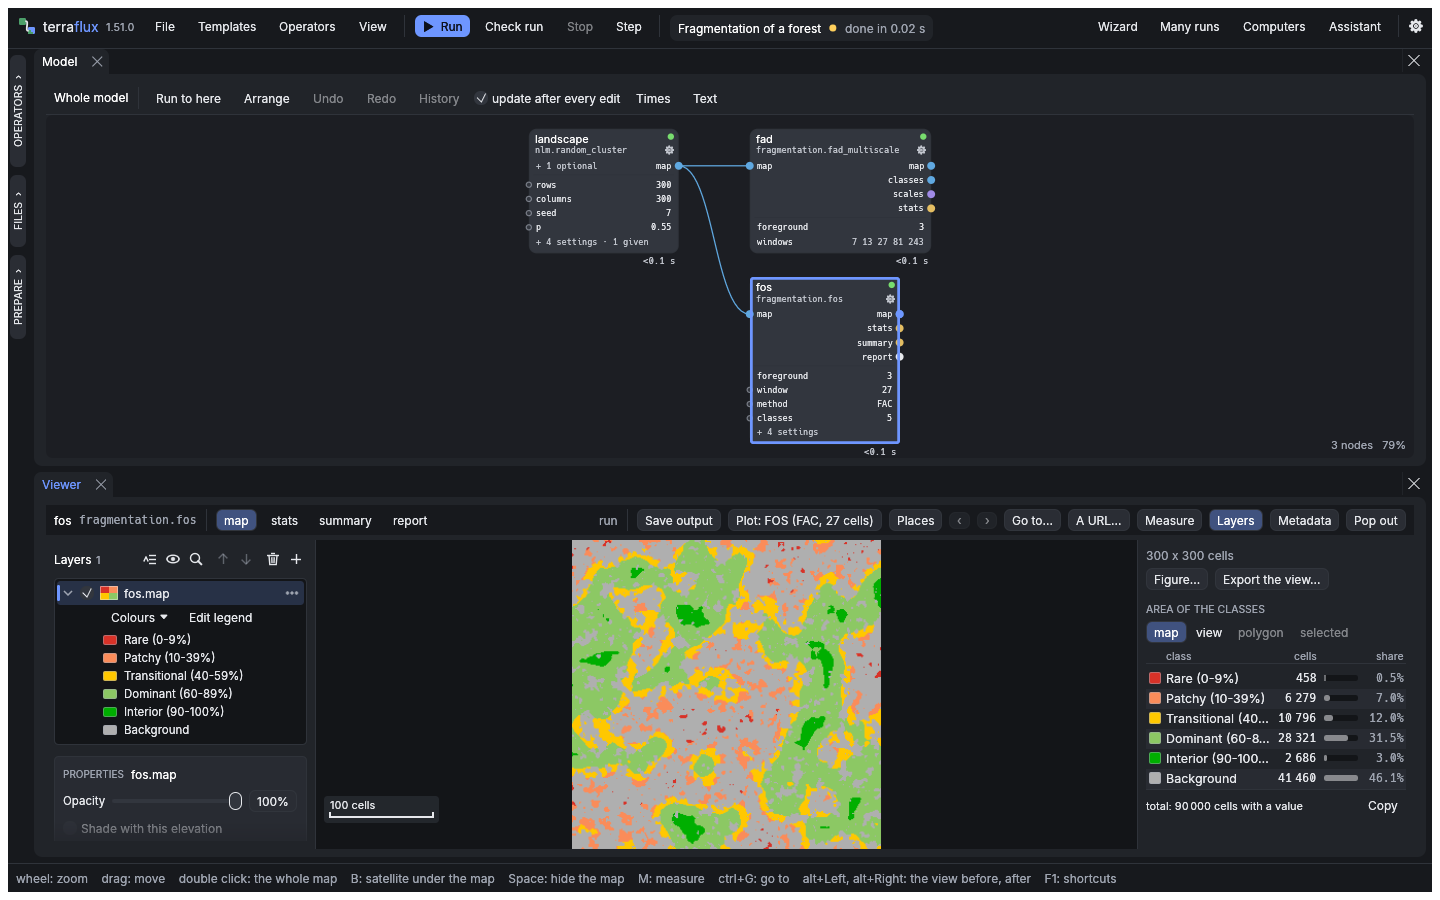 terraflux 1.51.0 File Templates Operators View Run Check run Stop Step Fragmentation of a forest done in 0.02 s Wizard Many runs Computers Assistant
Model
OPERATORS
FILES
PREPARE
Whole model Run to here Arrange Undo Redo History update after every edit Times Text
landscape
nlm.random_cluster
+ 1 optional map
rows 300
columns 300
seed 7
p 0.55
+ 4 settings · 1 given
<0.1 s
fad
fragmentation.fad_multiscale
map map
classes
scales
stats
foreground 3
windows 7 13 27 81 243
<0.1 s
fos
fragmentation.fos
map map
stats
summary
report
foreground 3
window 27
method FAC
classes 5
+ 4 settings
<0.1 s
3 nodes 79%
Viewer
fos fragmentation.fos map stats summary report run Save output Plot: FOS (FAC, 27 cells) Places Go to... A URL... Measure Layers Metadata Pop out
Layers 1
fos.map
Colours Edit legend
Rare (0-9%)
Patchy (10-39%)
Transitional (40-59%)
Dominant (60-89%)
Interior (90-100%)
Background
PROPERTIES fos.map
Opacity 100%
Shade with this elevation
100 cells
300 x 300 cells
Figure... Export the view...
AREA OF THE CLASSES
map view polygon selected
class cells share
Rare (0-9%) 458 0.5%
Patchy (10-39%) 6 279 7.0%
Transitional (40... 10 796 12.0%
Dominant (60-8... 28 321 31.5%
Interior (90-100... 2 686 3.0%
Background 41 460 46.1%
total: 90 000 cells with a value Copy
wheel: zoom drag: move double click: the whole map B: satellite under the map Space: hide the map M: measure ctrl+G: go to alt+Left, alt+Right: the view before, after F1: shortcuts